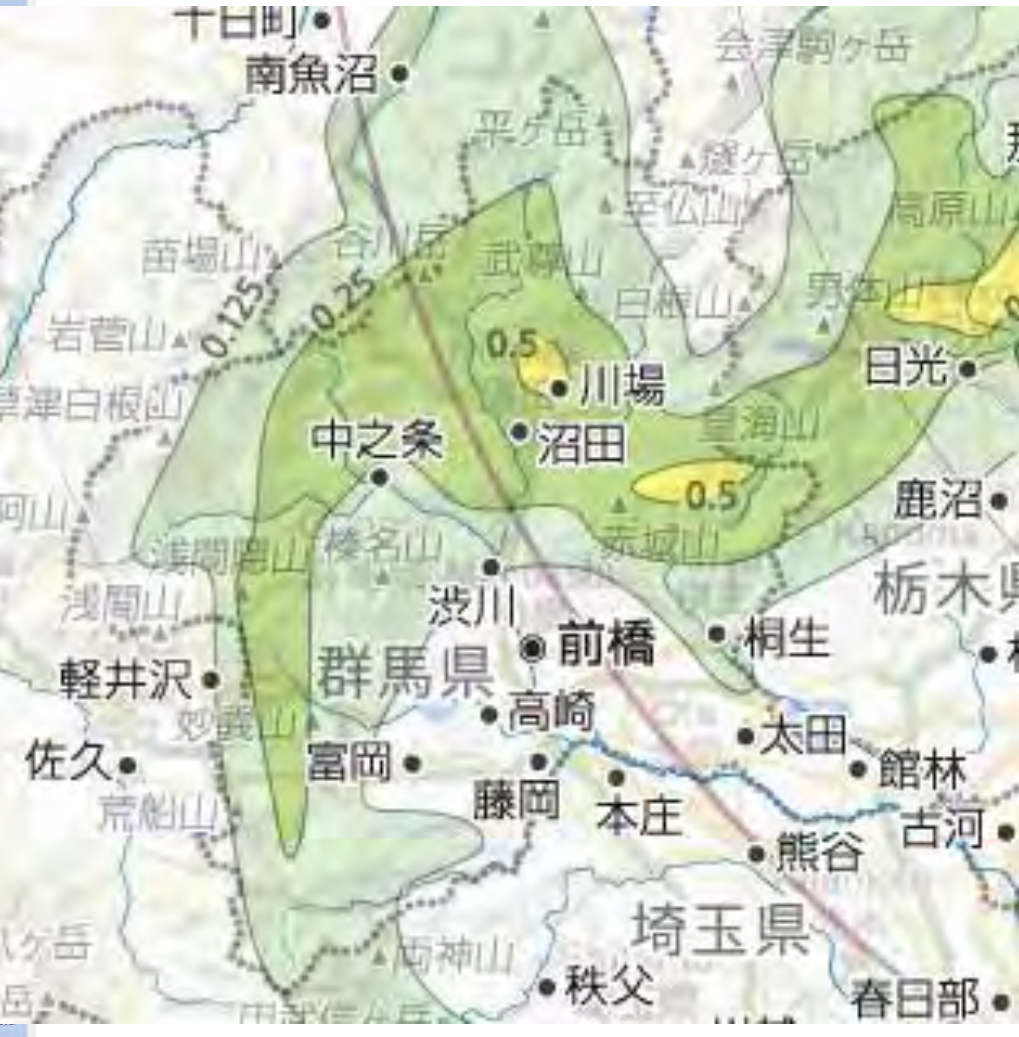 十日町
会津駒ヶ岳
南魚沼
平ヶ岳
燧ヶ岳
至仏山
高原山
苗場山
谷川岳
武尊山
男体山
白根山
0.125
0.25
岩菅山
0.5
日光
川場
草津白根山
皇海山
中之条
沼田
0.5
鹿沼
浅間隠山
榛名山
赤城山
栃木県
浅間山
渋川
前橋
桐生
群馬県
軽井沢
高崎
妙義山
太田
佐久
富岡
館林
藤岡
本庄
荒船山
古河
熊谷
埼玉県
両神山
秩父
春日部